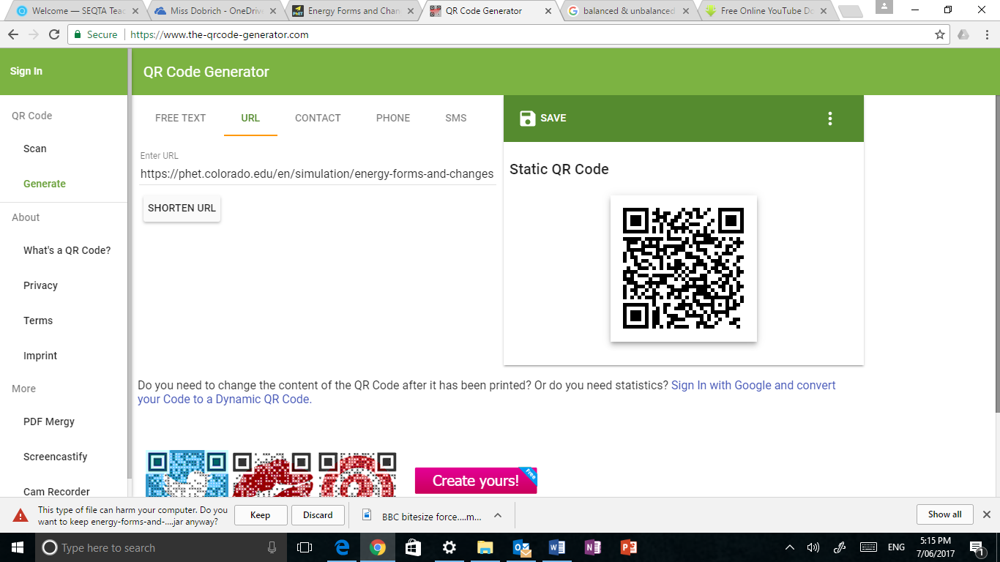 Welcome — SEQTA Teac
Miss Dobrich - OneDrive
Energy Forms and Chan
QR Code Generator
balanced & unbalanced
Free Online YouTube Do
Secure
https://www.the-qrcode-generator.com
Sign In
QR Code Generator
QR Code
Scan
Generate
About
What's a QR Code?
Privacy
Terms
Imprint
More
PDF Mergy
Screencastify
Cam Recorder
FREE TEXT
URL
CONTACT
PHONE
SMS
Enter URL
https://phet.colorado.edu/en/simulation/energy-forms-and-changes
SHORTEN URL
SAVE
Static QR Code
Do you need to change the content of the QR Code after it has been printed? Or do you need statistics? Sign In with Google and convert
your Code to a Dynamic QR Code.
Create yours!
Free
This type of file can harm your computer. Do you
want to keep energy-forms-and-....jar anyway?
Keep
Discard
BBC bitesize force....m...
Show all
Type here to search
ENG
5:15 PM
7/06/2017
1